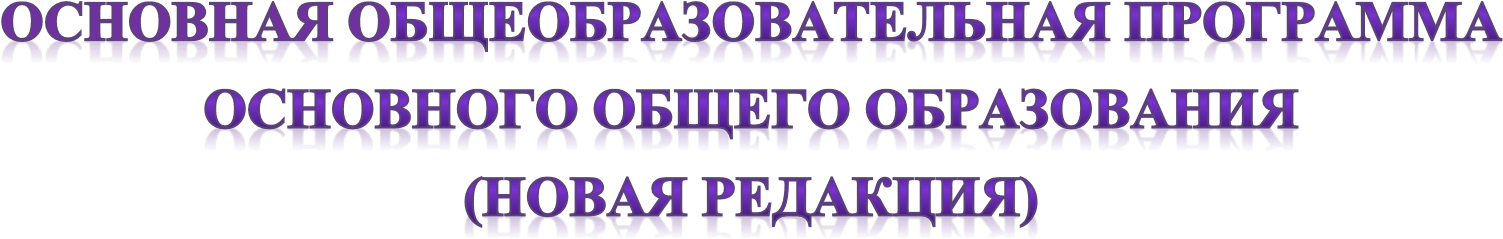 ОСНОВНАЯ ОБЩЕОБРАЗОВАТЕЛЬНАЯ ПРОГРАММА
ОСНОВНОГО ОБЩЕГО ОБРАЗОВАНИЯ
(НОВАЯ РЕДАКЦИЯ)